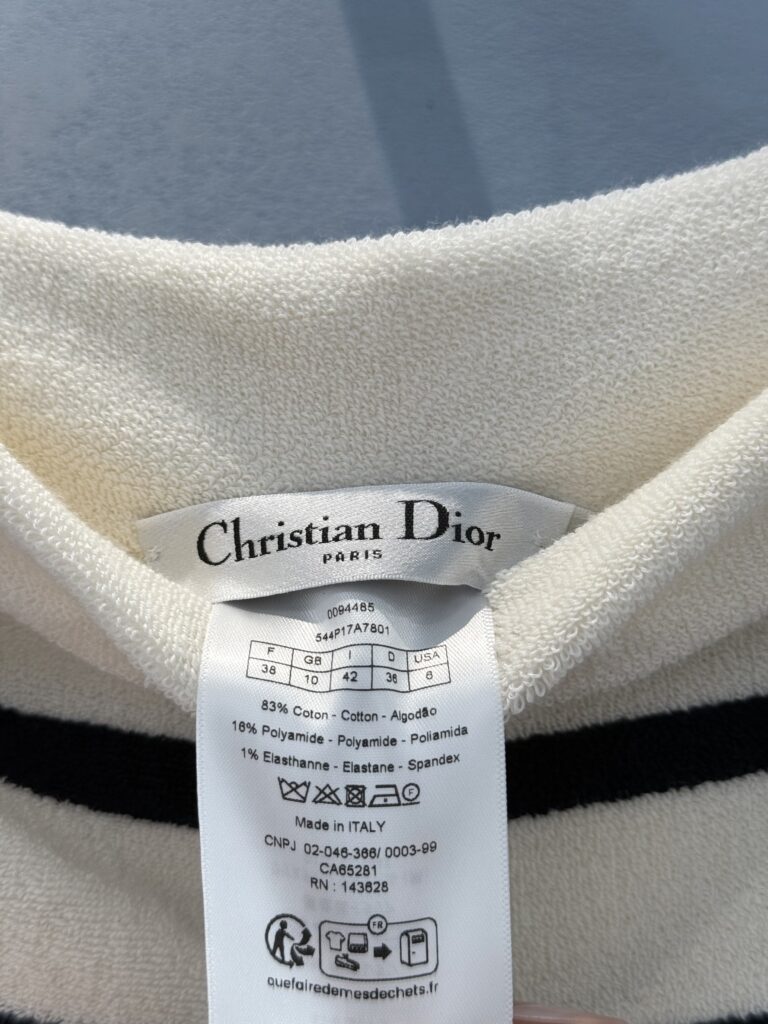 Christian Dior
PARIS
0094485
544P17A7801
F GB I D USA
38 10 42 36 6
83% Coton - Cotton - Algodão
16% Polyamide - Polyamide - Poliamida
1% Elasthanne - Elastane - Spandex
F
Made in ITALY
CNPJ 02-046-366/ 0003-99
CA65281
RN : 143628
FR
quefairedemesdechets.fr